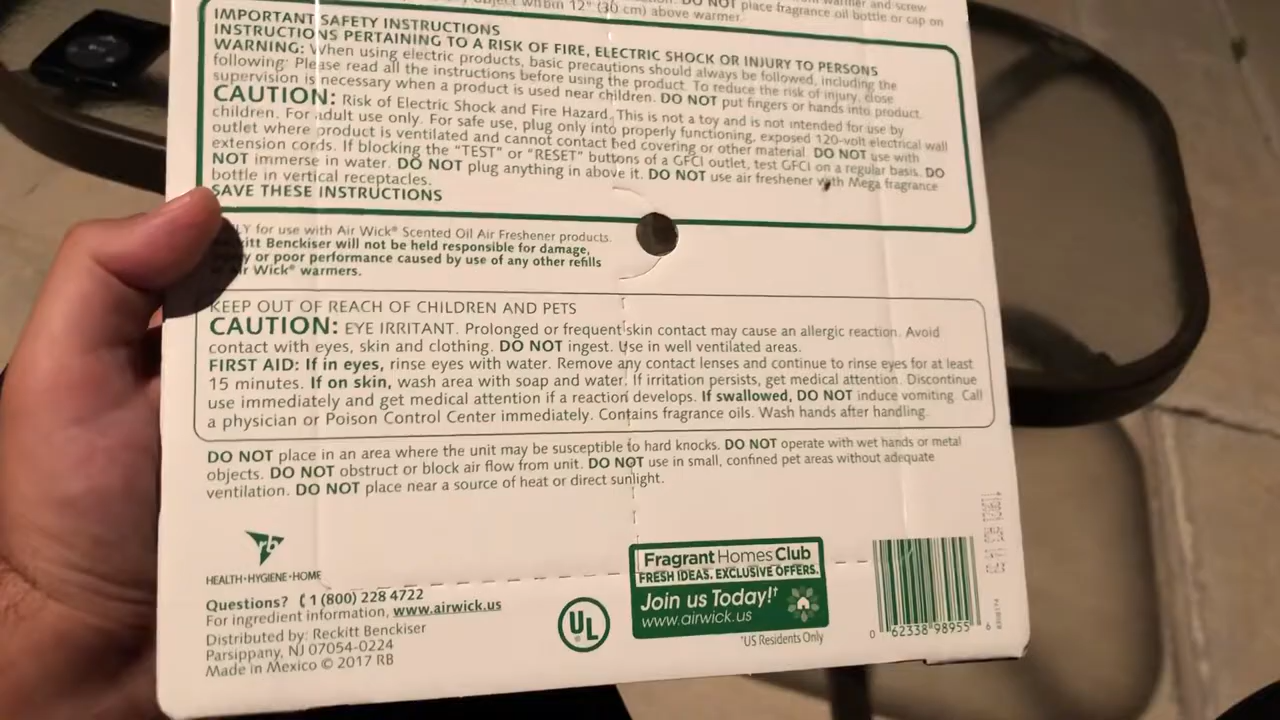 object within 12" (30 cm) above warmer.
DO NOT place fragrance oil bottle or cap on
IMPORTANT SAFETY INSTRUCTIONS
INSTRUCTIONS PERTAINING TO A RISK OF FIRE, ELECTRIC SHOCK OR INJURY TO PERSONS
WARNING: When using electric products, basic precautions should always be followed, including the
following: Please read all the instructions before using the product. To reduce the risk of injury, close
supervision is necessary when a product is used near children. DO NOT put fingers or hands into product.
CAUTION: Risk of Electric Shock and Fire Hazard. This is not a toy and is not intended for use by
children. For adult use only. For safe use, plug only into properly functioning, exposed 120-volt electrical wall
outlet where product is ventilated and cannot contact bed covering or other material. DO NOT use with
extension cords. If blocking the "TEST" or "RESET" buttons of a GFCI outlet, test GFCI on a regular basis. DO
NOT immerse in water. DO NOT plug anything in above it. DO NOT use air freshener with Mega fragrance
bottle in vertical receptacles.
SAVE THESE INSTRUCTIONS
LY for use with Air Wick® Scented Oil Air Freshener products.
kitt Benckiser will not be held responsible for damage,
y or poor performance caused by use of any other refills
r Wick® warmers.
KEEP OUT OF REACH OF CHILDREN AND PETS
CAUTION: EYE IRRITANT. Prolonged or frequent skin contact may cause an allergic reaction. Avoid
contact with eyes, skin and clothing. DO NOT ingest. Use in well ventilated areas.
FIRST AID: If in eyes, rinse eyes with water. Remove any contact lenses and continue to rinse eyes for at least
15 minutes. If on skin, wash area with soap and water. If irritation persists, get medical attention. Discontinue
use immediately and get medical attention if a reaction develops. If swallowed, DO NOT induce vomiting. Call
a physician or Poison Control Center immediately. Contains fragrance oils. Wash hands after handling.
DO NOT place in an area where the unit may be susceptible to hard knocks. DO NOT operate with wet hands or metal
objects. DO NOT obstruct or block air flow from unit. DO NOT use in small, confined pet areas without adequate
ventilation. DO NOT place near a source of heat or direct sunlight.
rb
HEALTH•HYGIENE•HOME
Questions? 1 (800) 228 4722
For ingredient information, www.airwick.us
Distributed by: Reckitt Benckiser
Parsippany, NJ 07054-0224
Made in Mexico © 2017 RB
UL
Fragrant Homes Club
FRESH IDEAS. EXCLUSIVE OFFERS.
Join us Today!†
www.airwick.us
*US Residents Only
0 62338 98955 6